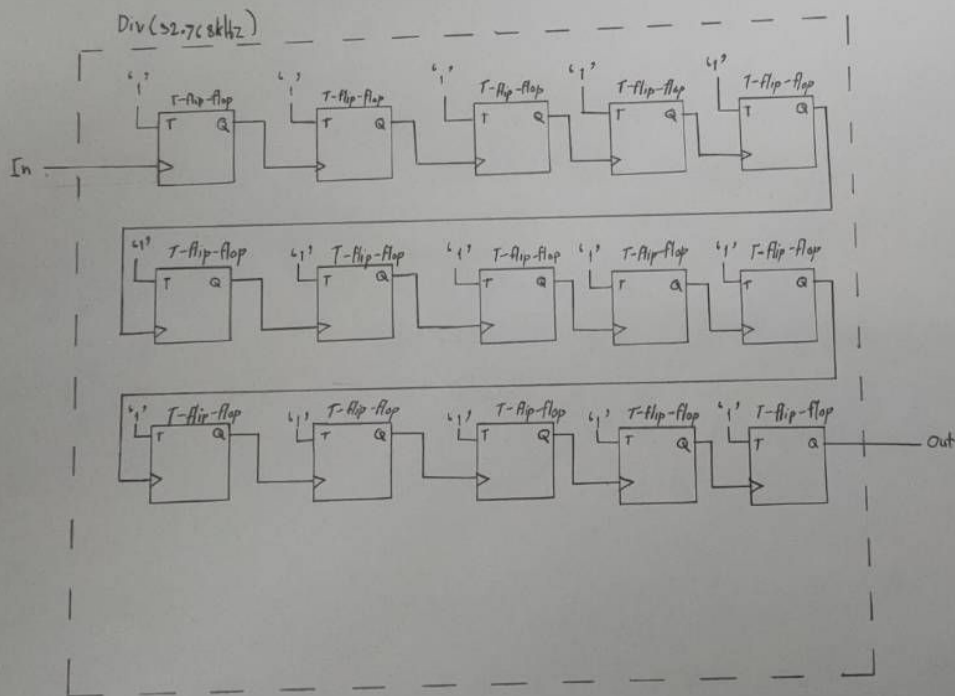 Div(32.768kHz)
'1' '1' '1' '1' '1'
T-flip-flop T-flip-flop T-flip-flop T-flip-flop T-flip-flop
T Q T Q T Q T Q T Q
In
'1' T-flip-flop '1' T-flip-flop '1' T-flip-flop '1' T-flip-flop '1' T-flip-flop
T Q T Q T Q T Q T Q
'1' T-flip-flop '1' T-flip-flop '1' T-flip-flop '1' T-flip-flop '1' T-flip-flop
T Q T Q T Q T Q T Q Out